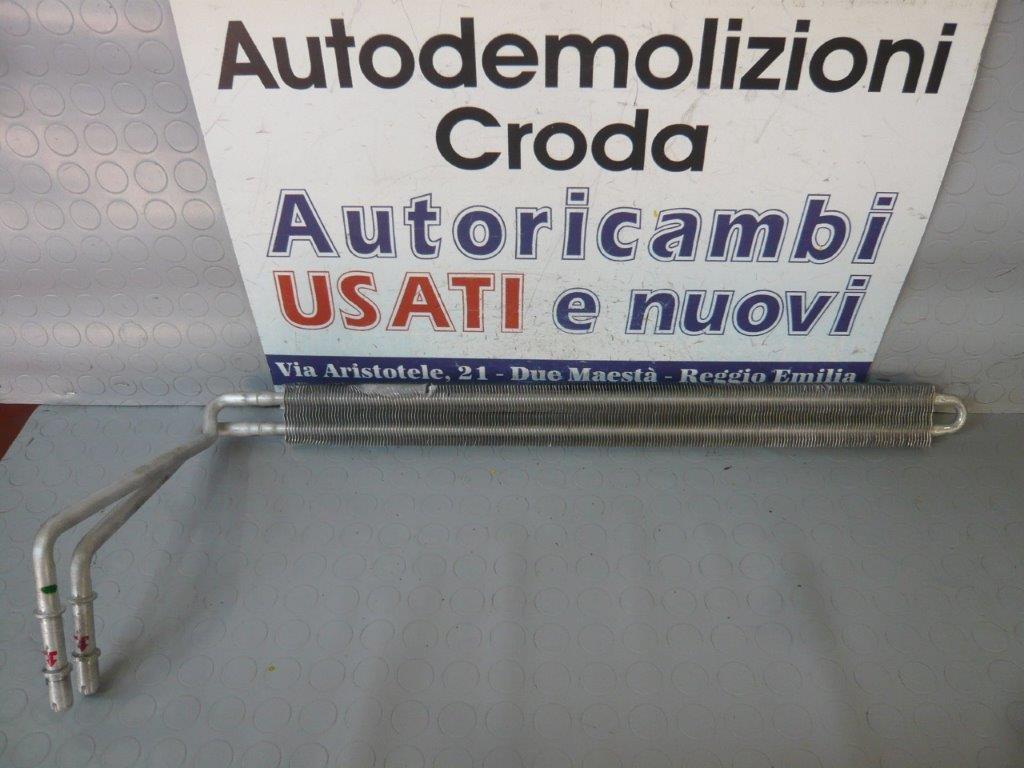 Autodemolizioni
Croda
Autoricambi
USATI e nuovi
Via Aristotele, 21 - Due Maestà - Reggio Emilia